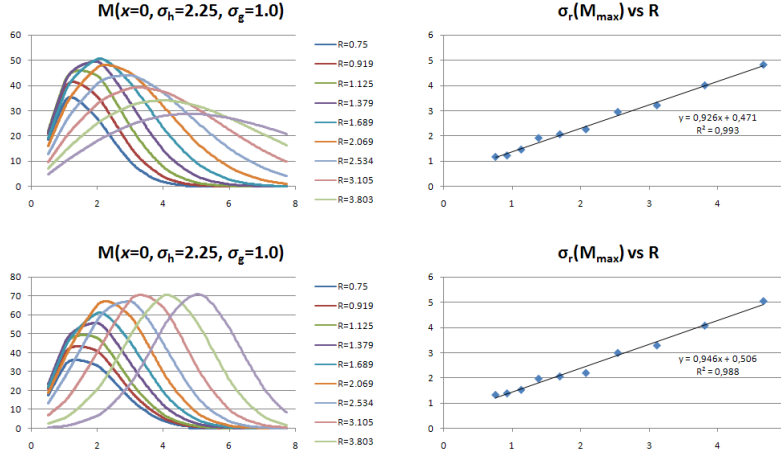 M(x=0, σh=2.25, σg=1.0)
60
50
40
30
20
10
0
0 2 4 6 8
R=0.75
R=0.919
R=1.125
R=1.379
R=1.689
R=2.069
R=2.534
R=3.105
R=3.803
σr(Mmax) vs R
6
5
4
3
2
1
0
0 1 2 3 4
y = 0,926x + 0,471
R² = 0,993
M(x=0, σh=2.25, σg=1.0)
80
70
60
50
40
30
20
10
0
0 2 4 6 8
R=0.75
R=0.919
R=1.125
R=1.379
R=1.689
R=2.069
R=2.534
R=3.105
R=3.803
σr(Mmax) vs R
6
5
4
3
2
1
0
0 1 2 3 4
y = 0,946x + 0,506
R² = 0,988